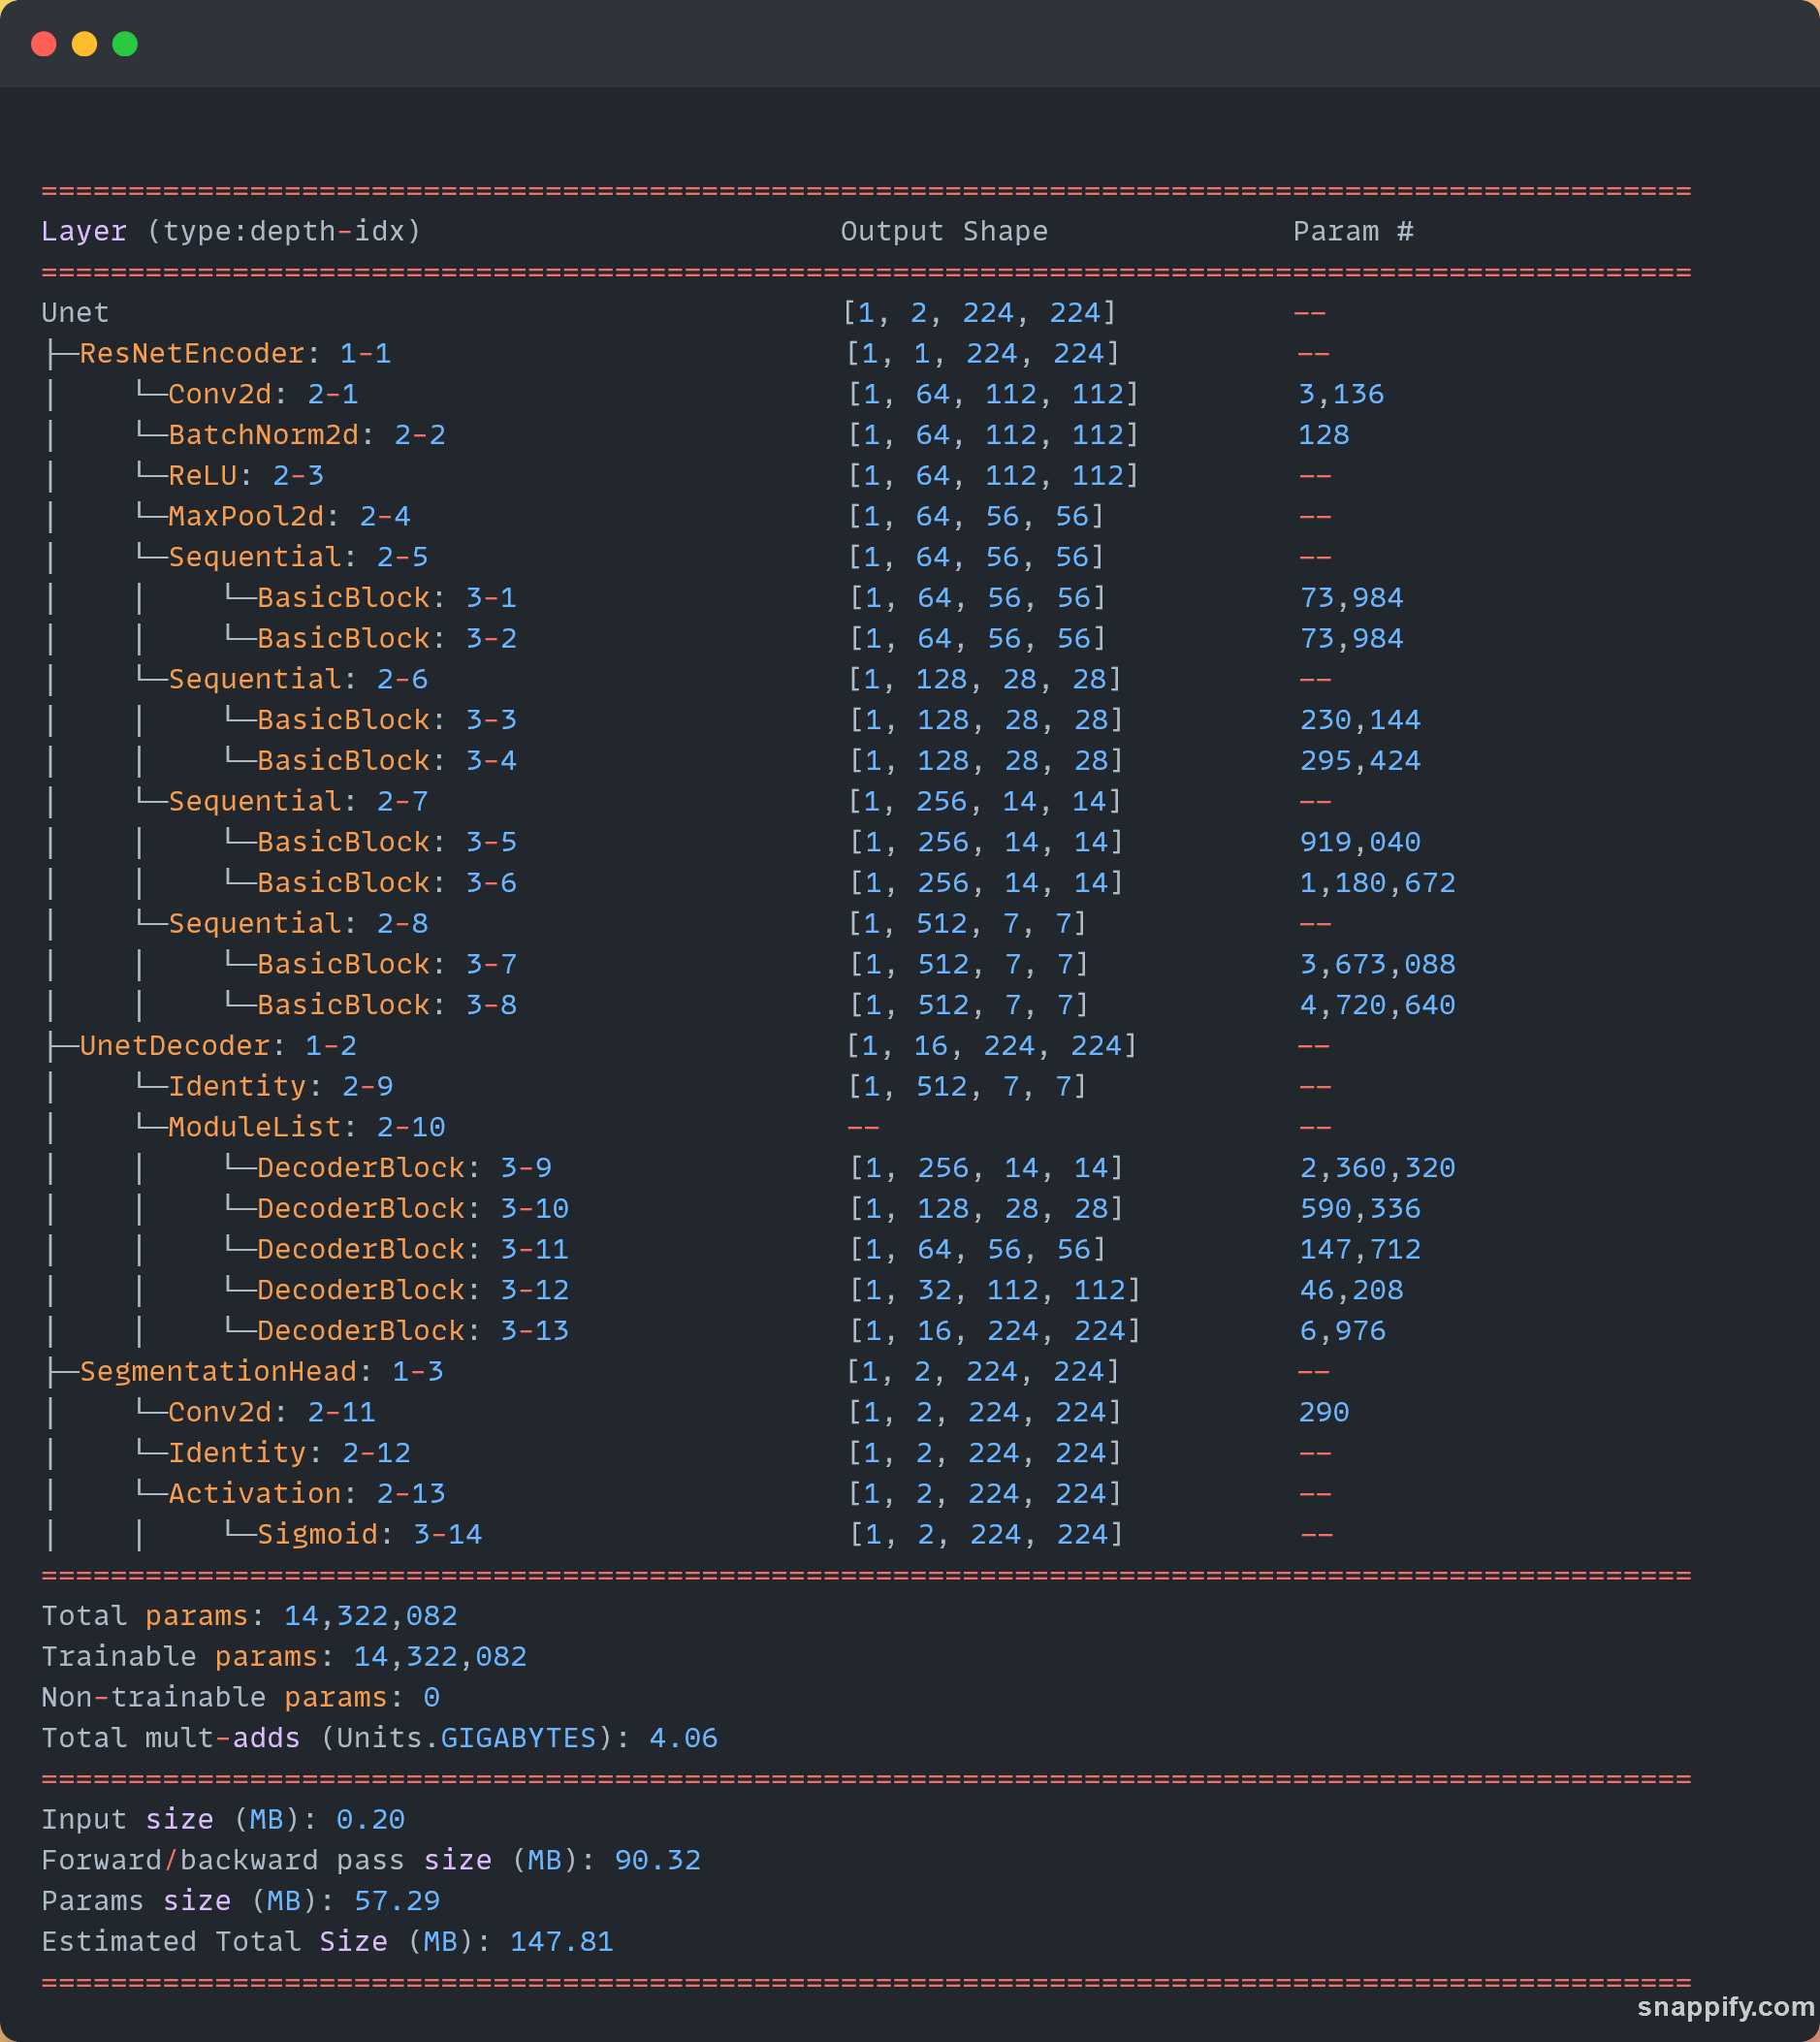 ==========================================================================================
Layer (type:depth-idx)                        Output Shape              Param #
==========================================================================================
Unet                                          [1, 2, 224, 224]          --
├─ResNetEncoder: 1-1                          [1, 1, 224, 224]          --
│    └─Conv2d: 2-1                            [1, 64, 112, 112]         3,136
│    └─BatchNorm2d: 2-2                       [1, 64, 112, 112]         128
│    └─ReLU: 2-3                              [1, 64, 112, 112]         --
│    └─MaxPool2d: 2-4                         [1, 64, 56, 56]           --
│    └─Sequential: 2-5                        [1, 64, 56, 56]           --
│    │    └─BasicBlock: 3-1                   [1, 64, 56, 56]           73,984
│    │    └─BasicBlock: 3-2                   [1, 64, 56, 56]           73,984
│    └─Sequential: 2-6                        [1, 128, 28, 28]          --
│    │    └─BasicBlock: 3-3                   [1, 128, 28, 28]          230,144
│    │    └─BasicBlock: 3-4                   [1, 128, 28, 28]          295,424
│    └─Sequential: 2-7                        [1, 256, 14, 14]          --
│    │    └─BasicBlock: 3-5                   [1, 256, 14, 14]          919,040
│    │    └─BasicBlock: 3-6                   [1, 256, 14, 14]          1,180,672
│    └─Sequential: 2-8                        [1, 512, 7, 7]            --
│    │    └─BasicBlock: 3-7                   [1, 512, 7, 7]            3,673,088
│    │    └─BasicBlock: 3-8                   [1, 512, 7, 7]            4,720,640
├─UnetDecoder: 1-2                            [1, 16, 224, 224]         --
│    └─Identity: 2-9                          [1, 512, 7, 7]            --
│    └─ModuleList: 2-10                       --                        --
│    │    └─DecoderBlock: 3-9                 [1, 256, 14, 14]          2,360,320
│    │    └─DecoderBlock: 3-10                [1, 128, 28, 28]          590,336
│    │    └─DecoderBlock: 3-11                [1, 64, 56, 56]           147,712
│    │    └─DecoderBlock: 3-12                [1, 32, 112, 112]         46,208
│    │    └─DecoderBlock: 3-13                [1, 16, 224, 224]         6,976
├─SegmentationHead: 1-3                       [1, 2, 224, 224]          --
│    └─Conv2d: 2-11                           [1, 2, 224, 224]          290
│    └─Identity: 2-12                         [1, 2, 224, 224]          --
│    └─Activation: 2-13                       [1, 2, 224, 224]          --
│    │    └─Sigmoid: 3-14                     [1, 2, 224, 224]          --
==========================================================================================
Total params: 14,322,082
Trainable params: 14,322,082
Non-trainable params: 0
Total mult-adds (Units.GIGABYTES): 4.06
==========================================================================================
Input size (MB): 0.20
Forward/backward pass size (MB): 90.32
Params size (MB): 57.29
Estimated Total Size (MB): 147.81
==========================================================================================
snappify.com